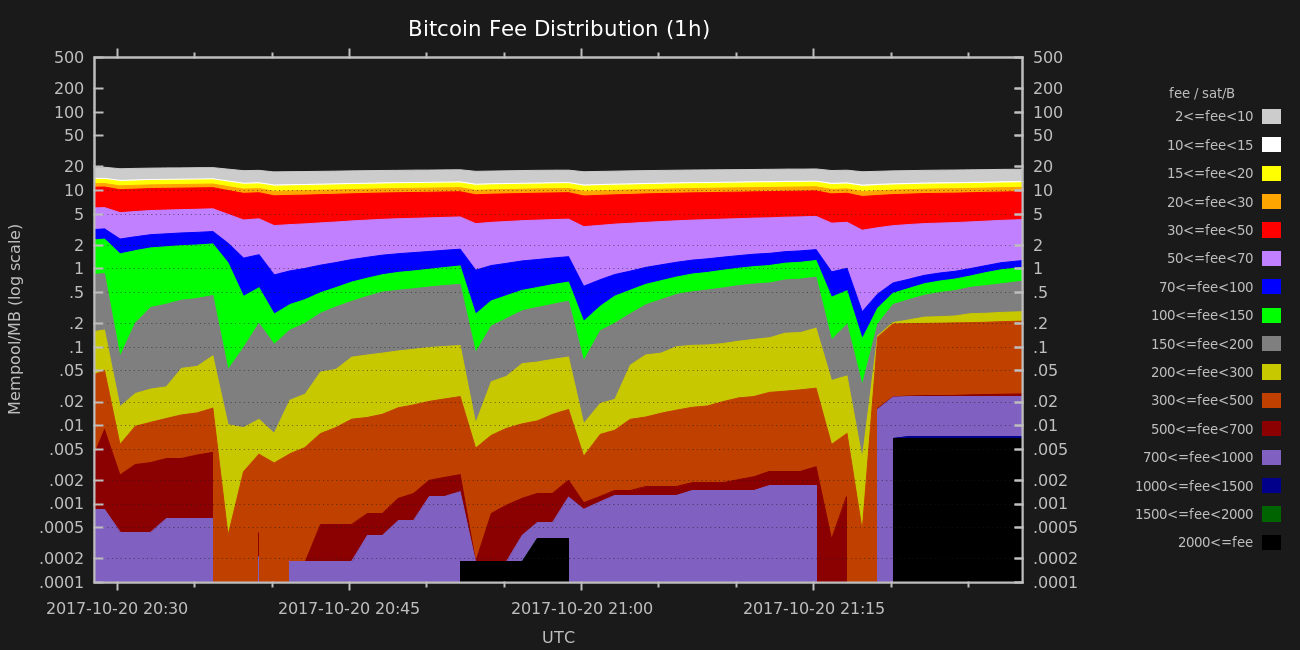 Bitcoin Fee Distribution (1h)
500
200
100
50
20
10
5
2
1
.5
.2
.1
.05
.02
.01
.005
.002
.001
.0005
.0002
.0001
Mempool/MB (log scale)
500
200
100
50
20
10
5
2
1
.5
.2
.1
.05
.02
.01
.005
.002
.001
.0005
.0002
.0001
fee / sat/B
2<=fee<10
10<=fee<15
15<=fee<20
20<=fee<30
30<=fee<50
50<=fee<70
70<=fee<100
100<=fee<150
150<=fee<200
200<=fee<300
300<=fee<500
500<=fee<700
700<=fee<1000
1000<=fee<1500
1500<=fee<2000
2000<=fee
2017-10-20 20:30
2017-10-20 20:45
2017-10-20 21:00
2017-10-20 21:15
UTC